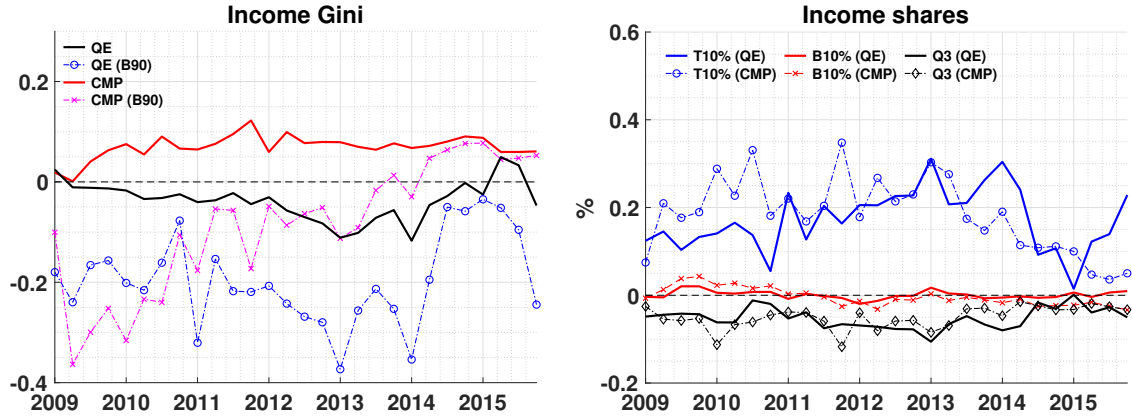 Income Gini
QE
QE (B90)
CMP
CMP (B90)
0.2
0
-0.2
-0.4
2009 2010 2011 2012 2013 2014 2015
Income shares
T10% (QE) B10% (QE) Q3 (QE)
T10% (CMP) B10% (CMP) Q3 (CMP)
%
0.6
0.4
0.2
0
-0.2
2009 2010 2011 2012 2013 2014 2015